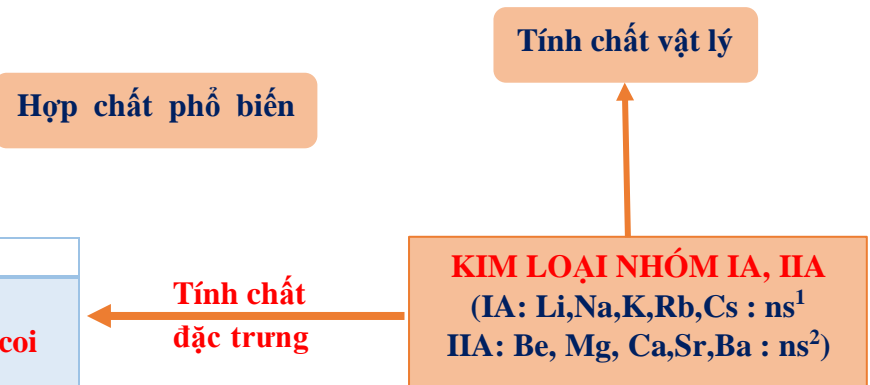 Tính chất vật lý
Hợp chất phổ biến
KIM LOẠI NHÓM IA, IIA
(IA: Li,Na,K,Rb,Cs : ns¹
IIA: Be, Mg, Ca,Sr,Ba : ns²)
Tính chất
đặc trưng
coi